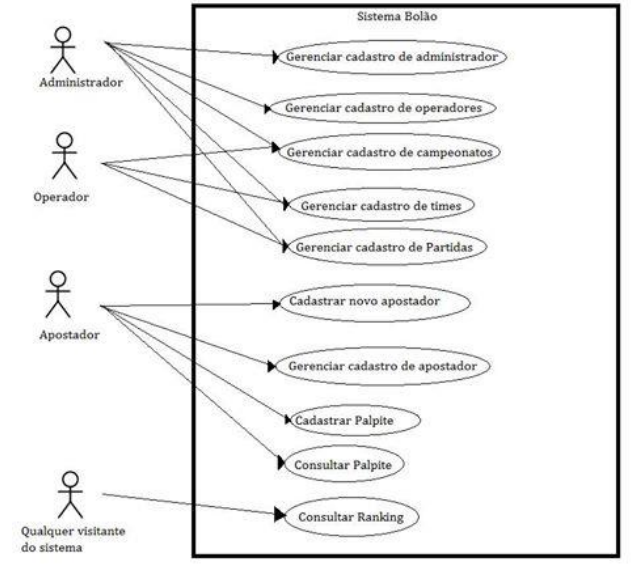 Sistema Bolão
Administrador
Gerenciar cadastro de administrador
Gerenciar cadastro de operadores
Gerenciar cadastro de campeonatos
Operador
Gerenciar cadastro de times
Gerenciar cadastro de Partidas
Apostador
Cadastrar novo apostador
Gerenciar cadastro de apostador
Cadastrar Palpite
Consultar Palpite
Qualquer visitante
do sistema
Consultar Ranking